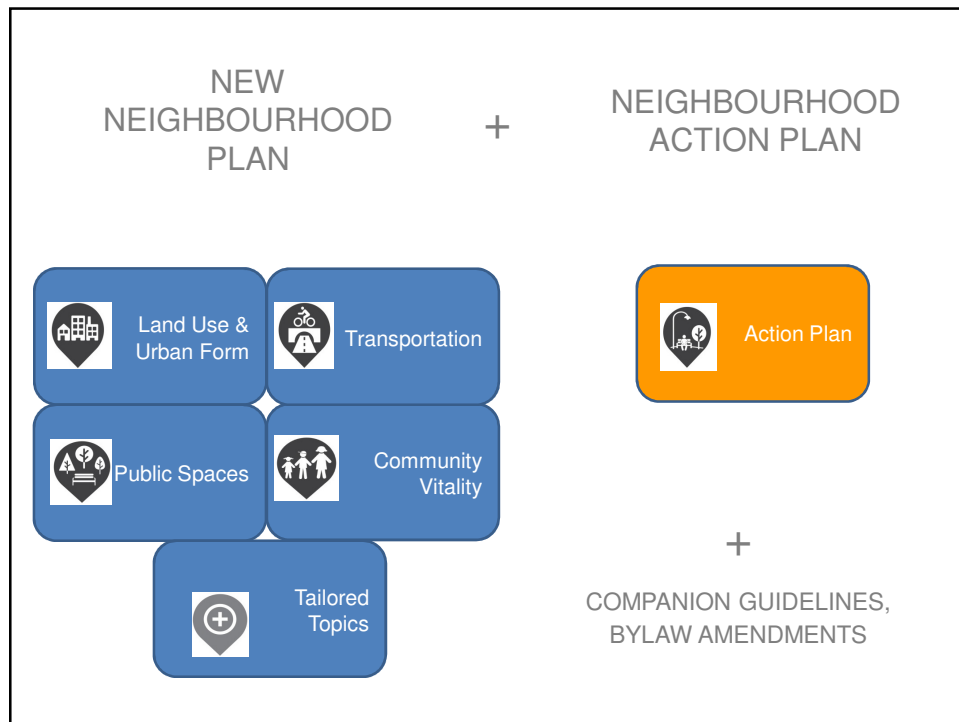 NEW
NEIGHBOURHOOD
PLAN
+
NEIGHBOURHOOD
ACTION PLAN
Land Use &
Urban Form
Transportation
Public Spaces
Community
Vitality
Tailored
Topics
Action Plan
+
COMPANION GUIDELINES,
BYLAW AMENDMENTS